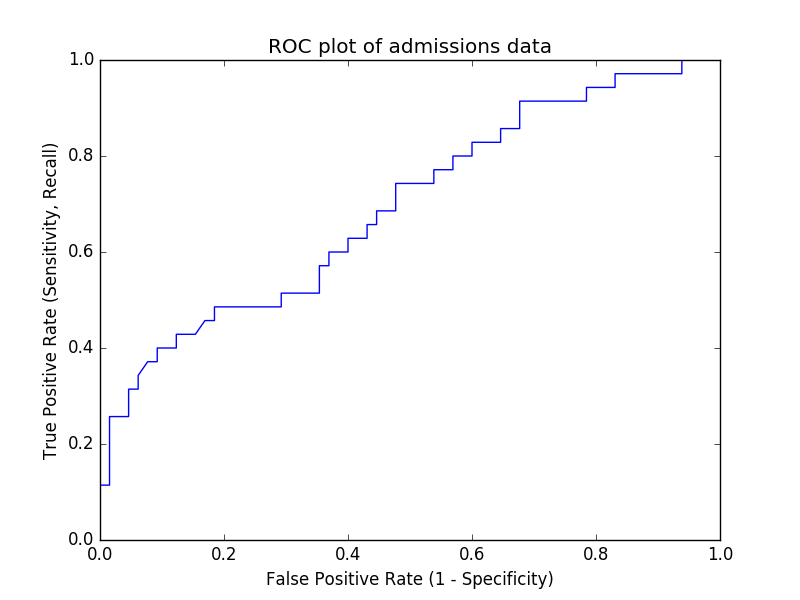 ROC plot of admissions data
1.0
0.8
0.6
0.4
0.2
0.0
True Positive Rate (Sensitivity, Recall)
0.0 0.2 0.4 0.6 0.8 1.0
False Positive Rate (1 - Specificity)